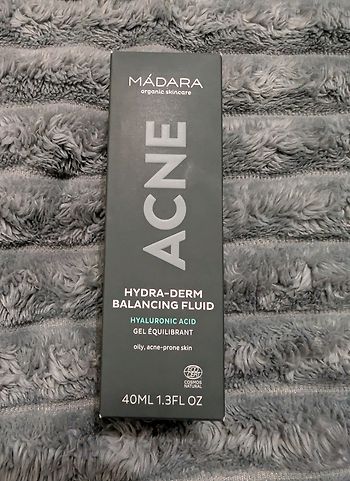 MÁDARA
organic skincare
ACNE
HYDRA-DERM
BALANCING FLUID
HYALURONIC ACID
GEL ÉQUILIBRANT
oily, acne-prone skin
COSMOS
NATURAL
40ML 1.3FL OZ